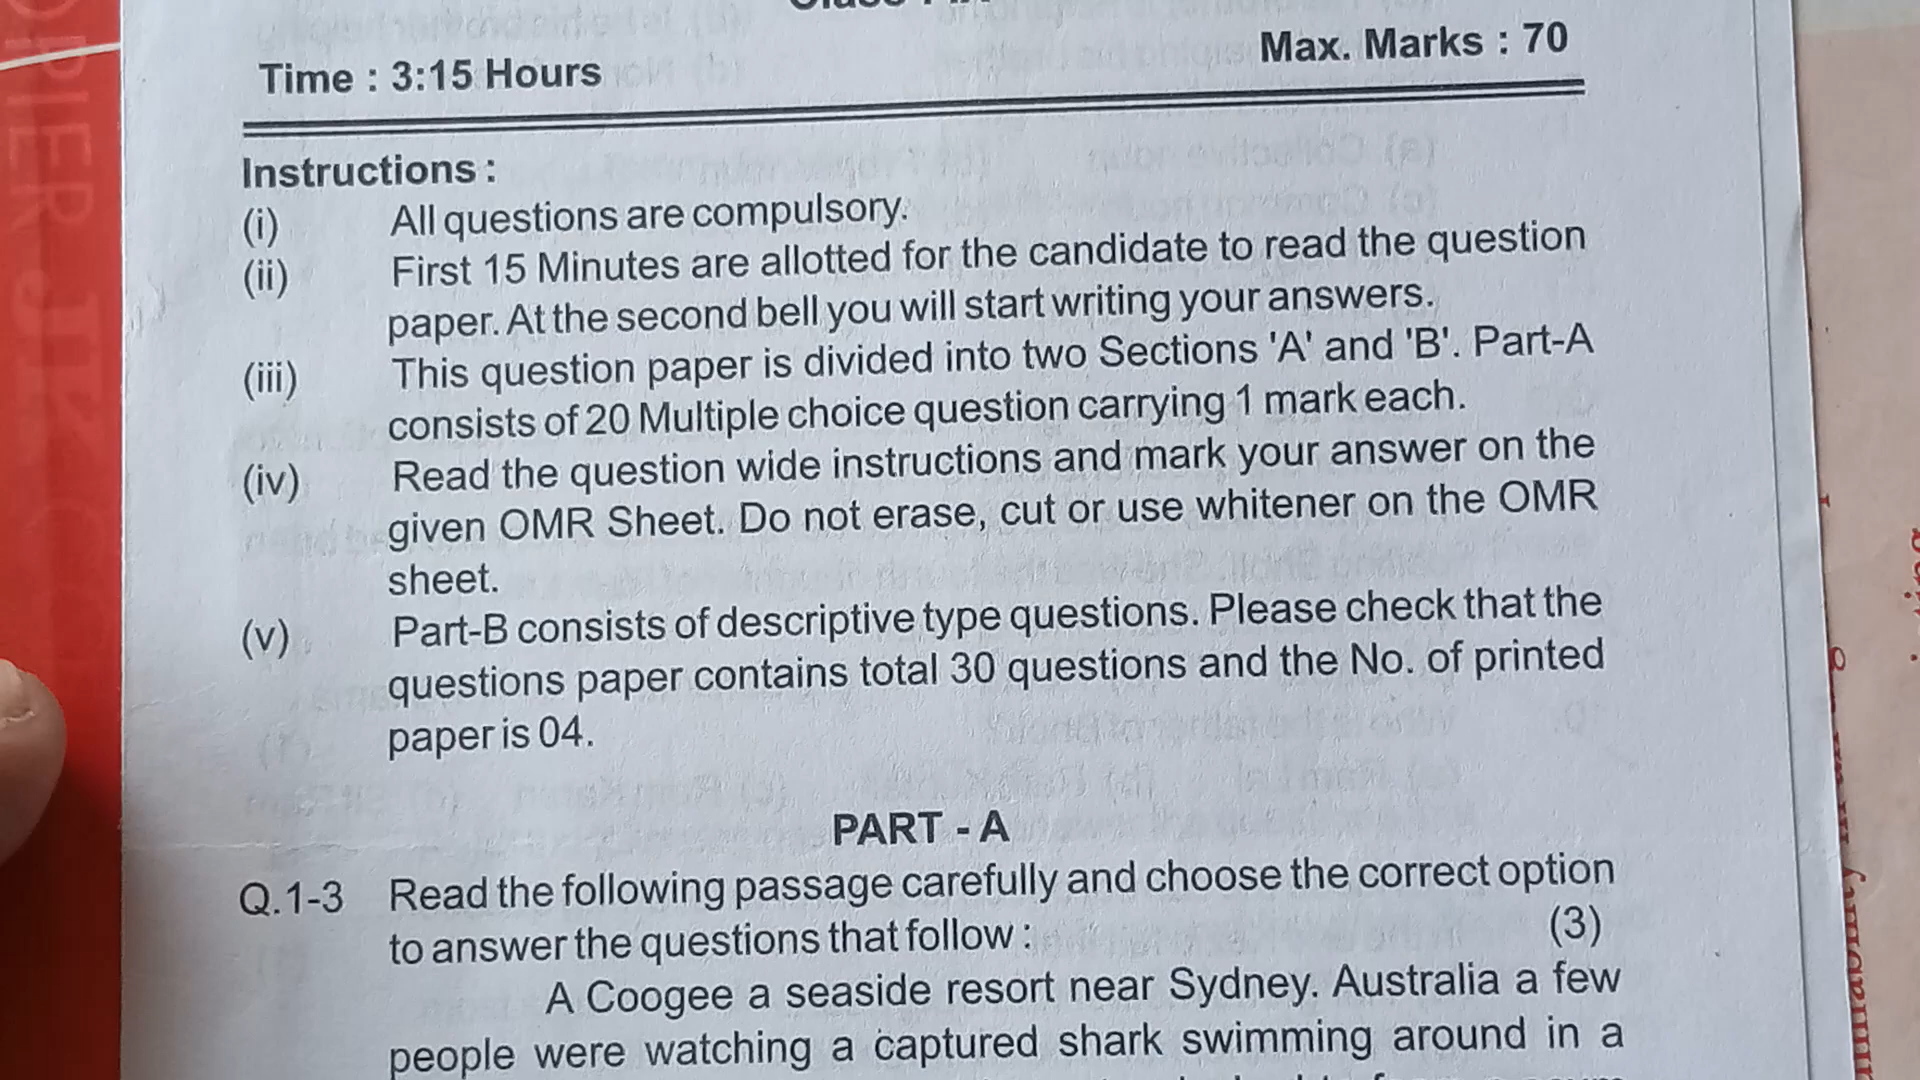 Max. Marks : 70
Time : 3:15 Hours
Instructions :
(i) All questions are compulsory.
(ii) First 15 Minutes are allotted for the candidate to read the question
paper. At the second bell you will start writing your answers.
(iii) This question paper is divided into two Sections 'A' and 'B'. Part-A
consists of 20 Multiple choice question carrying 1 mark each.
(iv) Read the question wide instructions and mark your answer on the
given OMR Sheet. Do not erase, cut or use whitener on the OMR
sheet.
(v) Part-B consists of descriptive type questions. Please check that the
questions paper contains total 30 questions and the No. of printed
paper is 04.
PART - A
Q.1-3 Read the following passage carefully and choose the correct option
to answer the questions that follow : (3)
A Coogee a seaside resort near Sydney. Australia a few
people were watching a captured shark swimming around in a